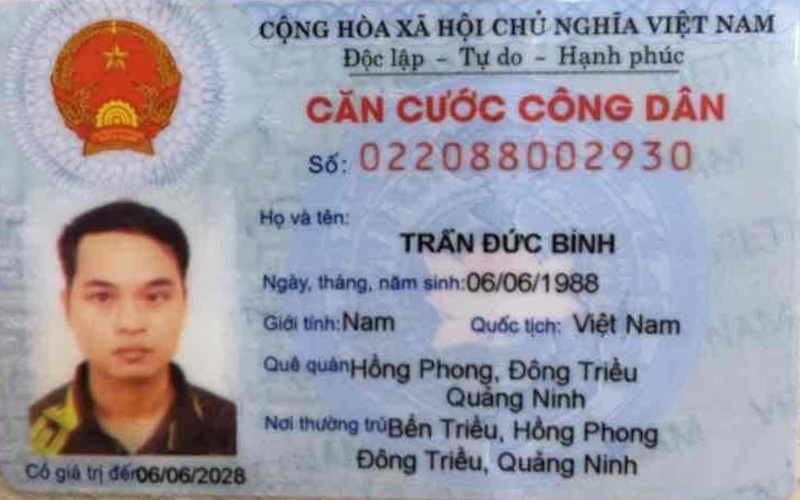 CỘNG HÒA XÃ HỘI CHỦ NGHĨA VIỆT NAM
Độc lập - Tự do - Hạnh phúc
CĂN CƯỚC CÔNG DÂN
Số: 022088002930
Họ và tên:
TRẦN ĐỨC BÌNH
Ngày, tháng, năm sinh: 06/06/1988
Giới tính: Nam Quốc tịch: Việt Nam
Quê quán Hồng Phong, Đông Triều
Quảng Ninh
Nơi thường trú Bến Triều, Hồng Phong
Đông Triều, Quảng Ninh
Có giá trị đến 06/06/2028